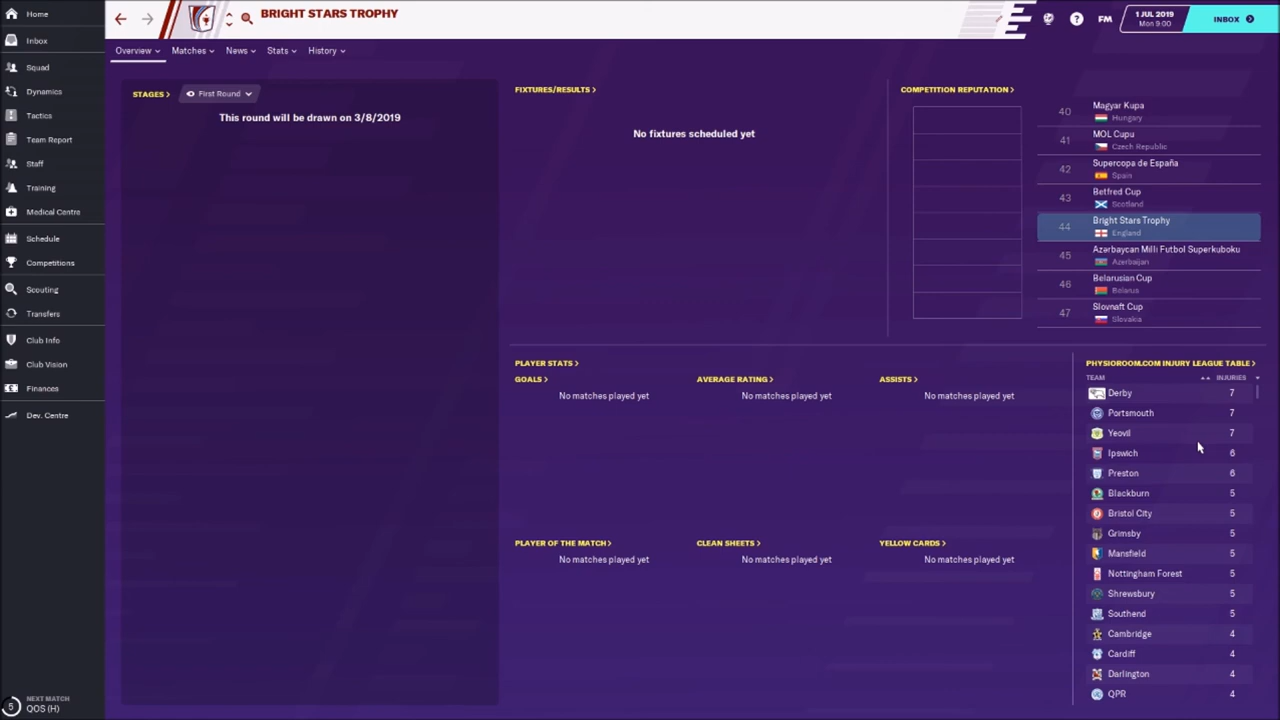 Home
Inbox
Squad
Dynamics
Tactics
Team Report
Staff
Training
Medical Centre
Schedule
Competitions
Scouting
Transfers
Club Info
Club Vision
Finances
Dev. Centre
5
NEXT MATCH
QOS (H)
BRIGHT STARS TROPHY
?
FM
1 JUL 2019
Mon 9:00
INBOX
Overview
Matches
News
Stats
History
STAGES
First Round
This round will be drawn on 3/8/2019
FIXTURES/RESULTS
No fixtures scheduled yet
COMPETITION REPUTATION
40 Magyar Kupa
Hungary
41 MOL Cupu
Czech Republic
42 Supercopa de España
Spain
43 Betfred Cup
Scotland
44 Bright Stars Trophy
England
45 Azərbaycan Milli Futbol Superkuboku
Azerbaijan
46 Belarusian Cup
Belarus
47 Slovnaft Cup
Slovakia
PLAYER STATS
GOALS
No matches played yet
AVERAGE RATING
No matches played yet
ASSISTS
No matches played yet
PLAYER OF THE MATCH
No matches played yet
CLEAN SHEETS
No matches played yet
YELLOW CARDS
No matches played yet
PHYSIOROOM.COM INJURY LEAGUE TABLE
TEAM INJURIES
Derby 7
Portsmouth 7
Yeovil 7
Ipswich 6
Preston 6
Blackburn 5
Bristol City 5
Grimsby 5
Mansfield 5
Nottingham Forest 5
Shrewsbury 5
Southend 5
Cambridge 4
Cardiff 4
Darlington 4
QPR 4